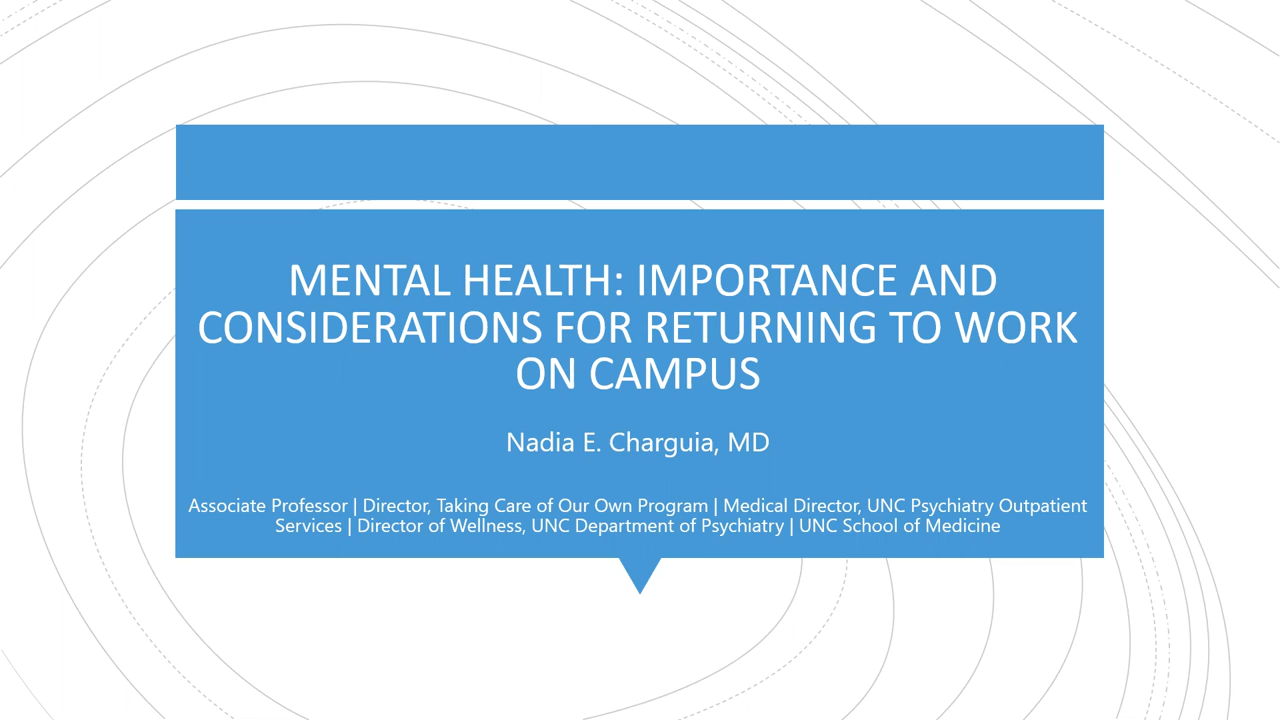 MENTAL HEALTH: IMPORTANCE AND
CONSIDERATIONS FOR RETURNING TO WORK
ON CAMPUS
Nadia E. Charguia, MD
Associate Professor | Director, Taking Care of Our Own Program | Medical Director, UNC Psychiatry Outpatient
Services | Director of Wellness, UNC Department of Psychiatry | UNC School of Medicine